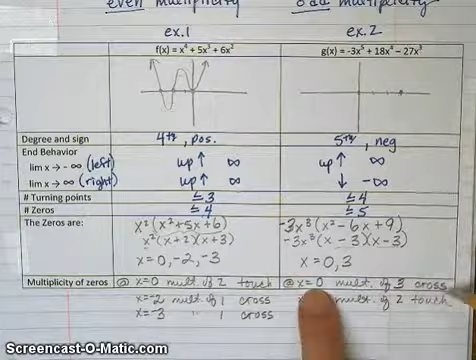 even multiplicity odd multiplicity
ex.1 ex.2
f(x) = x⁴ + 5x³ + 6x² g(x) = -3x⁵ + 18x⁴ – 27x³
Degree and sign 4th, pos. 5th, neg
End Behavior
lim x → - ∞ (left) up ↑ ∞ up ↑ ∞
lim x → ∞ (right) up ↑ ∞ ↓ -∞
# Turning points ≤ 3 ≤ 4
# Zeros ≤ 4 ≤ 5
The Zeros are: x²(x²+5x+6) -3x³(x²-6x+9)
x²(x+2)(x+3) -3x³(x-3)(x-3)
x=0,-2,-3 x=0,3
Multiplicity of zeros @ x=0 mult of 2 touch @ x=0 mult. of 3 cross
x=-2 mult of 1 cross mult. of 2 touch
x=-3 " 1 cross
Screencast-O-Matic.com